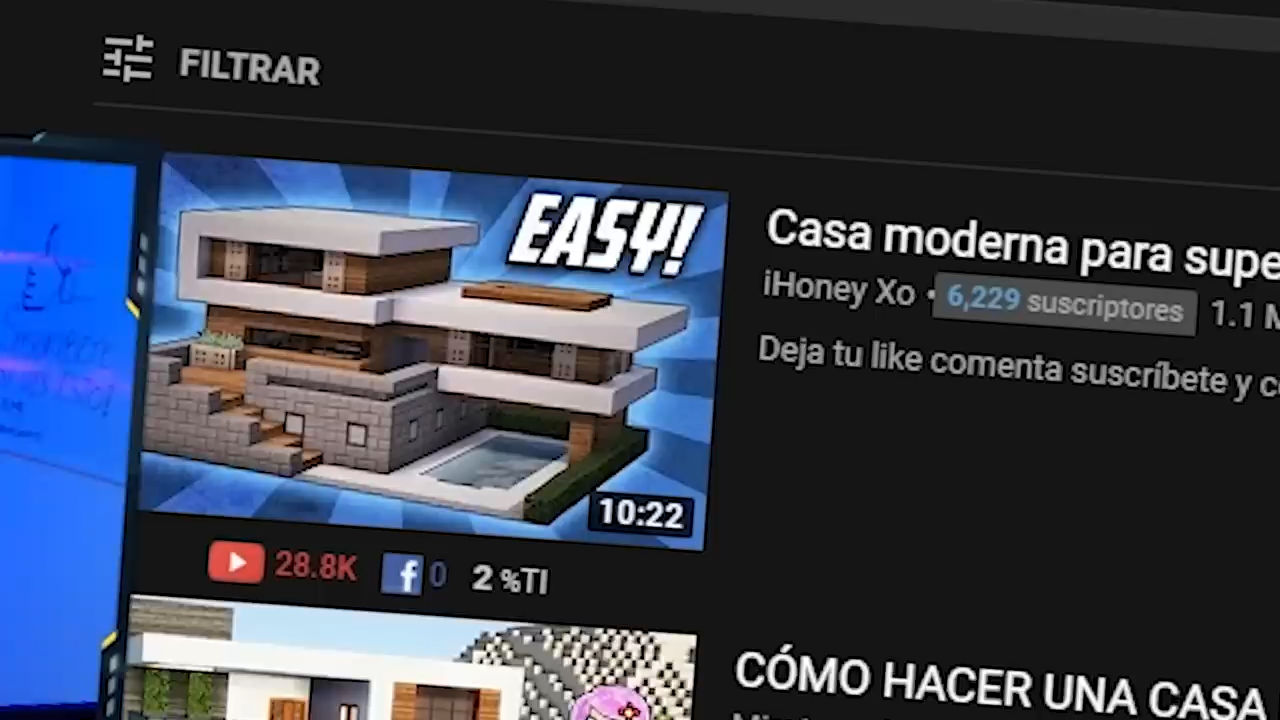 FILTRAR
EASY!
10:22
Casa moderna para supe
iHoney Xo • 6,229 suscriptores 1.1 M
Deja tu like comenta suscríbete y c
28.8K 0 2 %TI
CÓMO HACER UNA CASA